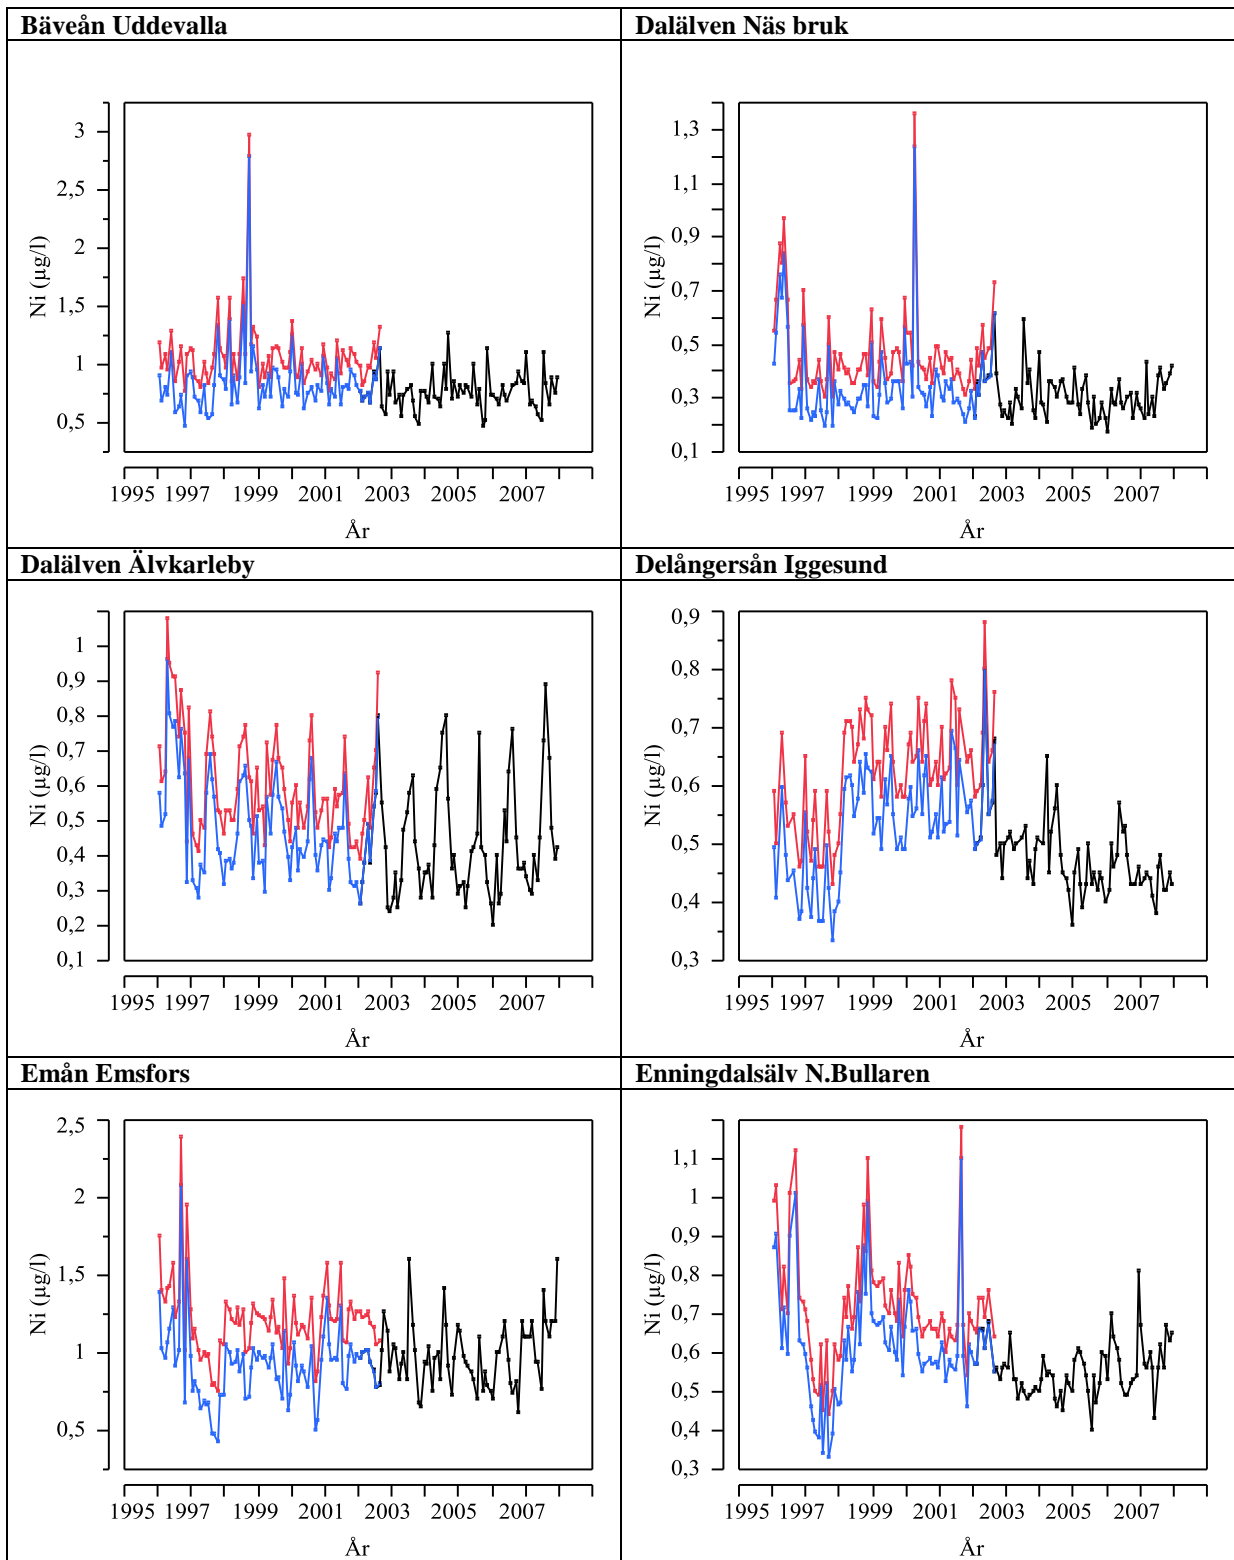 Bäveån Uddevalla
Dalälven Näs bruk
3
2,5
2
1,5
1
0,5
Ni (µg/l)
1995 1997 1999 2001 2003 2005 2007
År
1,3
1,1
0,9
0,7
0,5
0,3
0,1
Ni (µg/l)
1995 1997 1999 2001 2003 2005 2007
År
Dalälven Älvkarleby
Delångersån Iggesund
1
0,9
0,8
0,7
0,6
0,5
0,4
0,3
0,2
0,1
Ni (µg/l)
1995 1997 1999 2001 2003 2005 2007
År
0,9
0,8
0,7
0,6
0,5
0,4
0,3
Ni (µg/l)
1995 1997 1999 2001 2003 2005 2007
År
Emån Emsfors
Enningdalsälv N.Bullaren
2,5
2
1,5
1
0,5
Ni (µg/l)
1995 1997 1999 2001 2003 2005 2007
År
1,1
1
0,9
0,8
0,7
0,6
0,5
0,4
0,3
Ni (µg/l)
1995 1997 1999 2001 2003 2005 2007
År